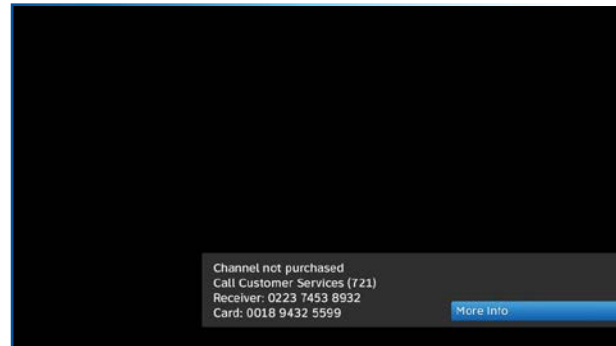 Channel not purchased
Call Customer Services (721)
Receiver: 0223 7453 8932
Card: 0018 9432 5599
More Info